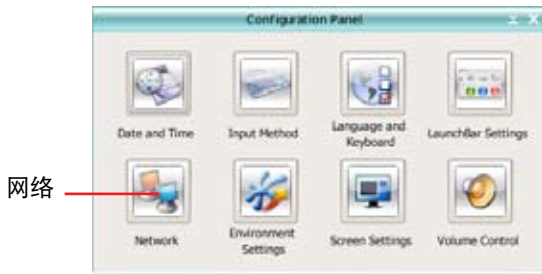 Configuration Panel
Date and Time
Input Method
Language and
Keyboard
LaunchBar Settings
网络
Network
Environment
Settings
Screen Settings
Volume Control